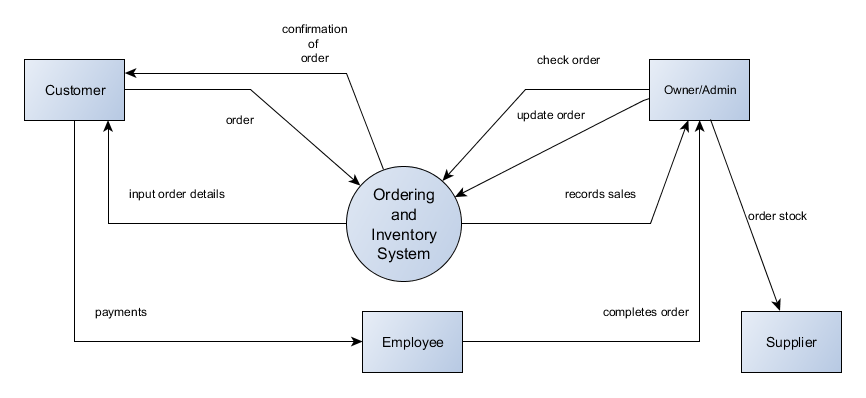 confirmation
of
order
check order
Customer
Owner/Admin
update order
order
input order details
Ordering
and
Inventory
System
records sales
order stock
payments
completes order
Employee
Supplier